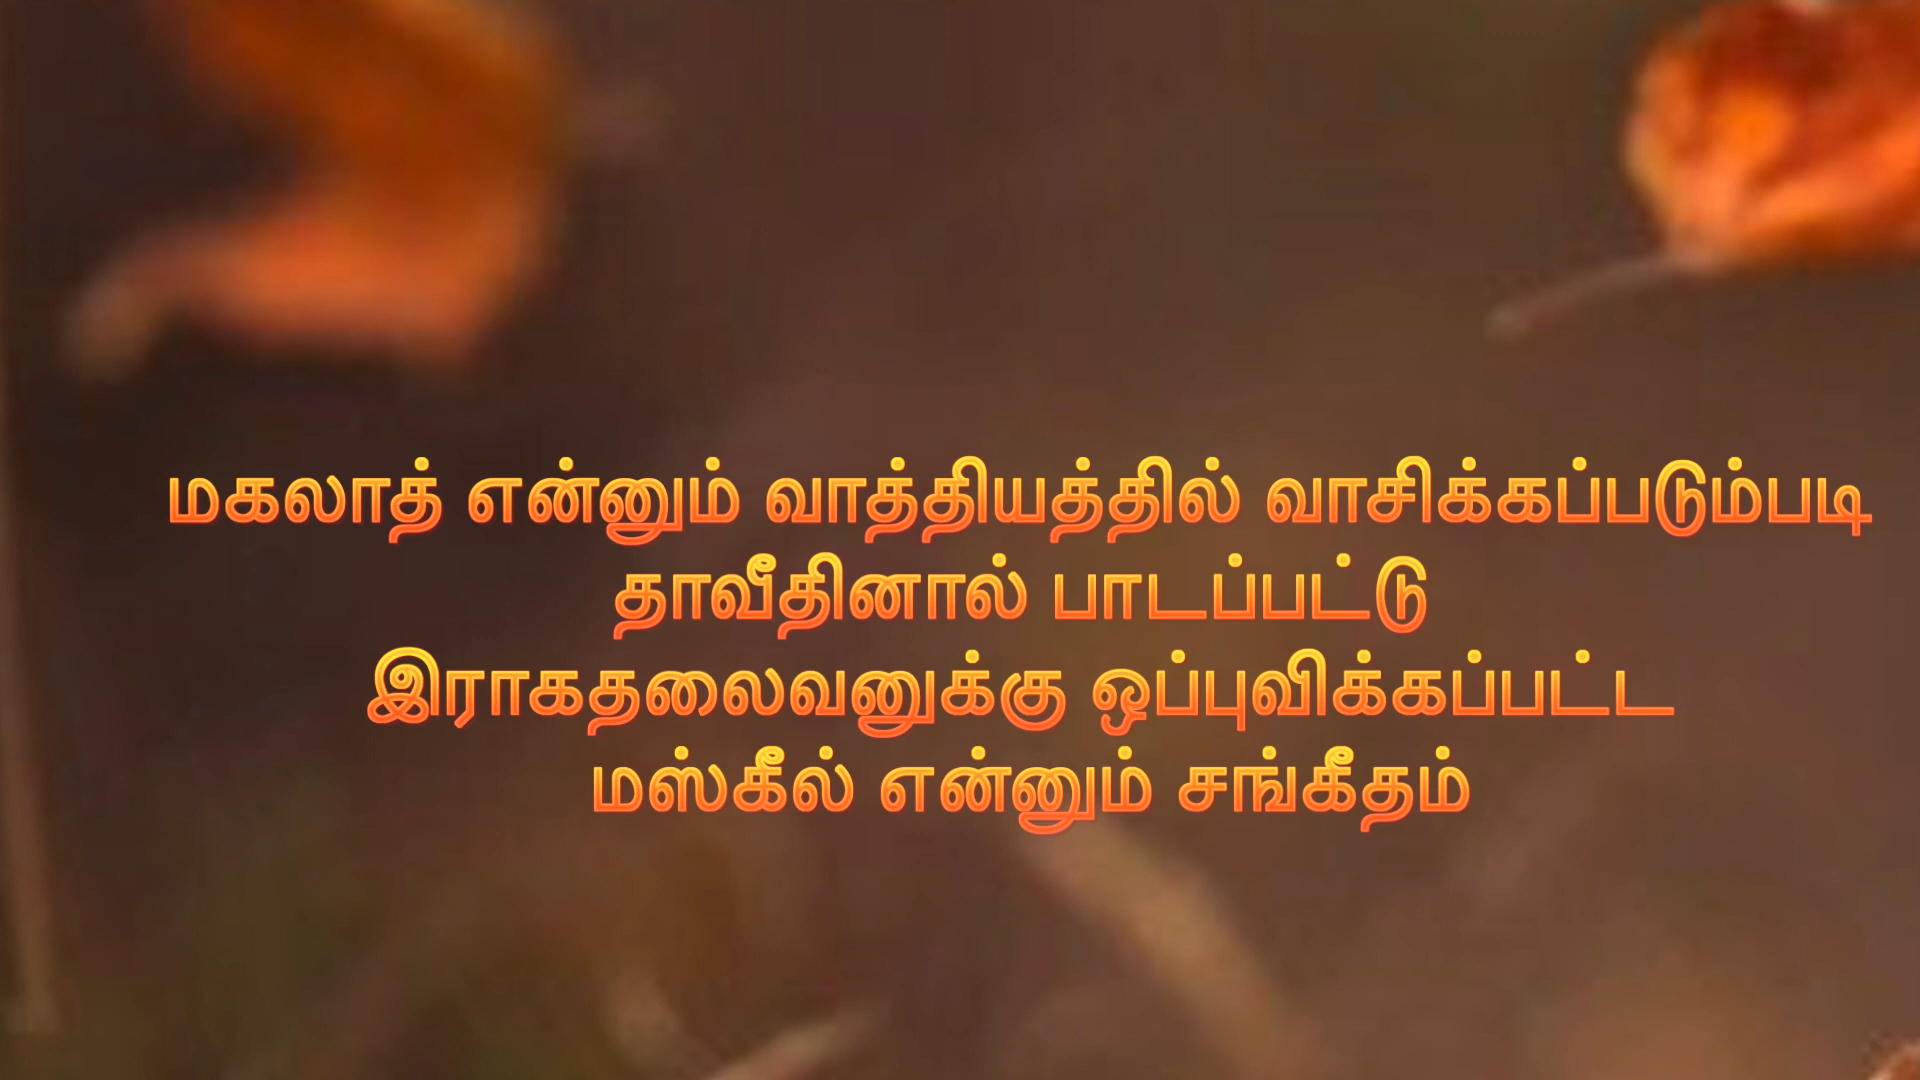 மகலாத் என்னும் வாத்தியத்தில் வாசிக்கப்படும்படி
தாவீதினால் பாடப்பட்டு
இராகதலைவனுக்கு ஒப்புவிக்கப்பட்ட
மஸ்கீல் என்னும் சங்கீதம்